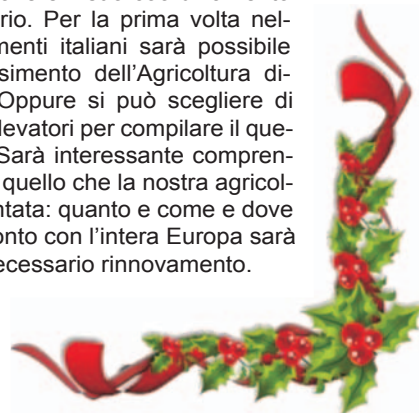 rio. Per la prima volta nel-
menti italiani sarà possibile
simento dell'Agricoltura di-
Oppure si può scegliere di
levatori per compilare il que-
Sarà interessante compren-
quello che la nostra agricol-
ntata: quanto e come e dove
onto con l'intera Europa sarà
ecessario rinnovamento.